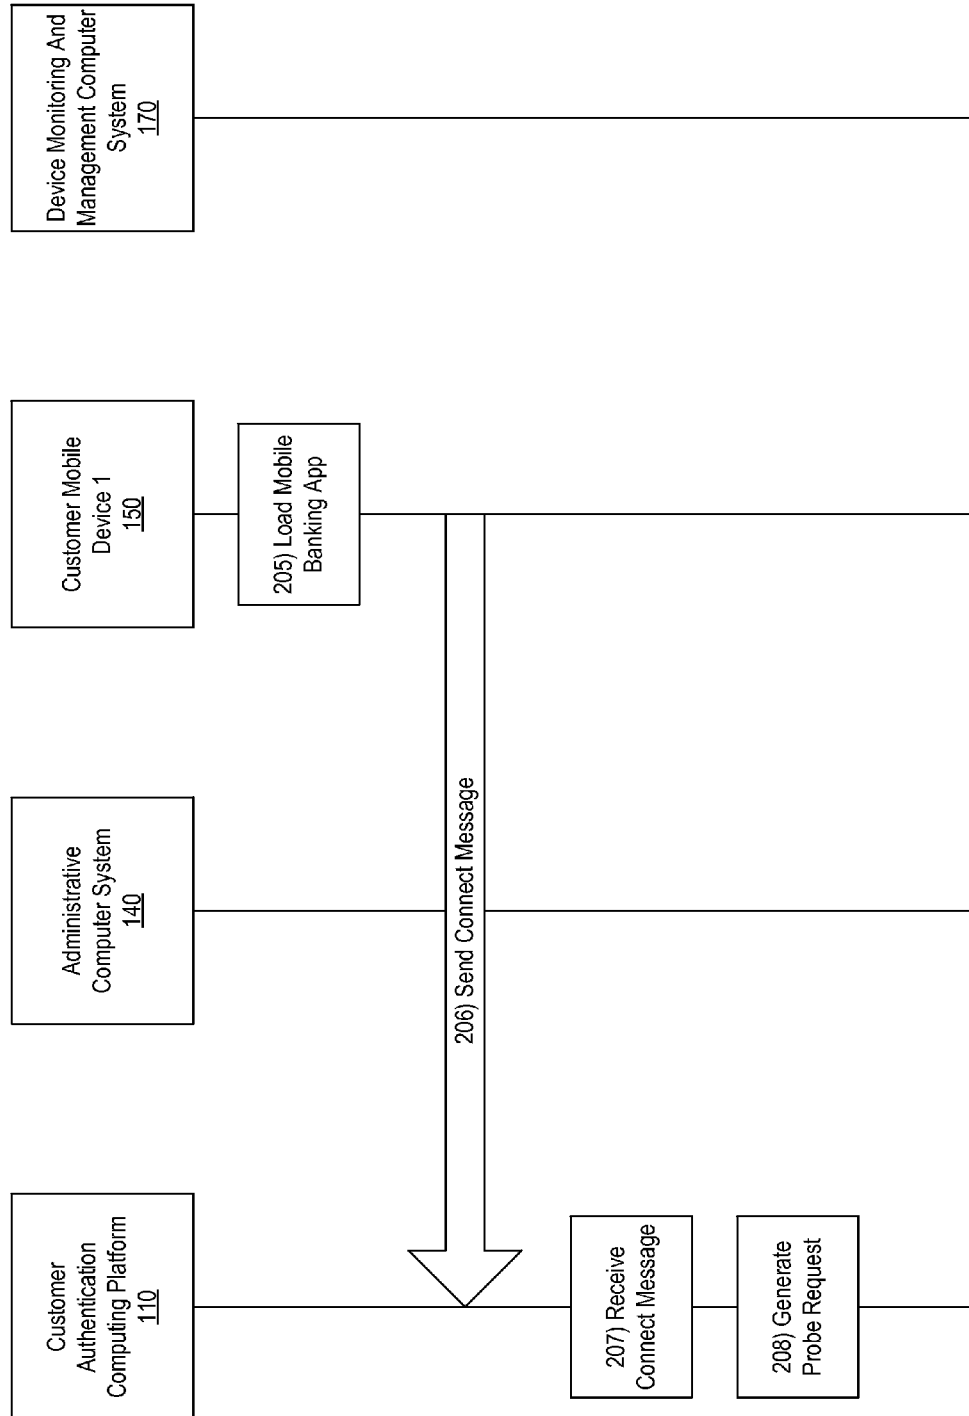 Customer
Authentication
Computing Platform
110
Administrative
Computer System
140
Customer Mobile
Device 1
150
Device Monitoring And
Management Computer
System
170
205) Load Mobile
Banking App
206) Send Connect Message
207) Receive
Connect Message
208) Generate
Probe Request